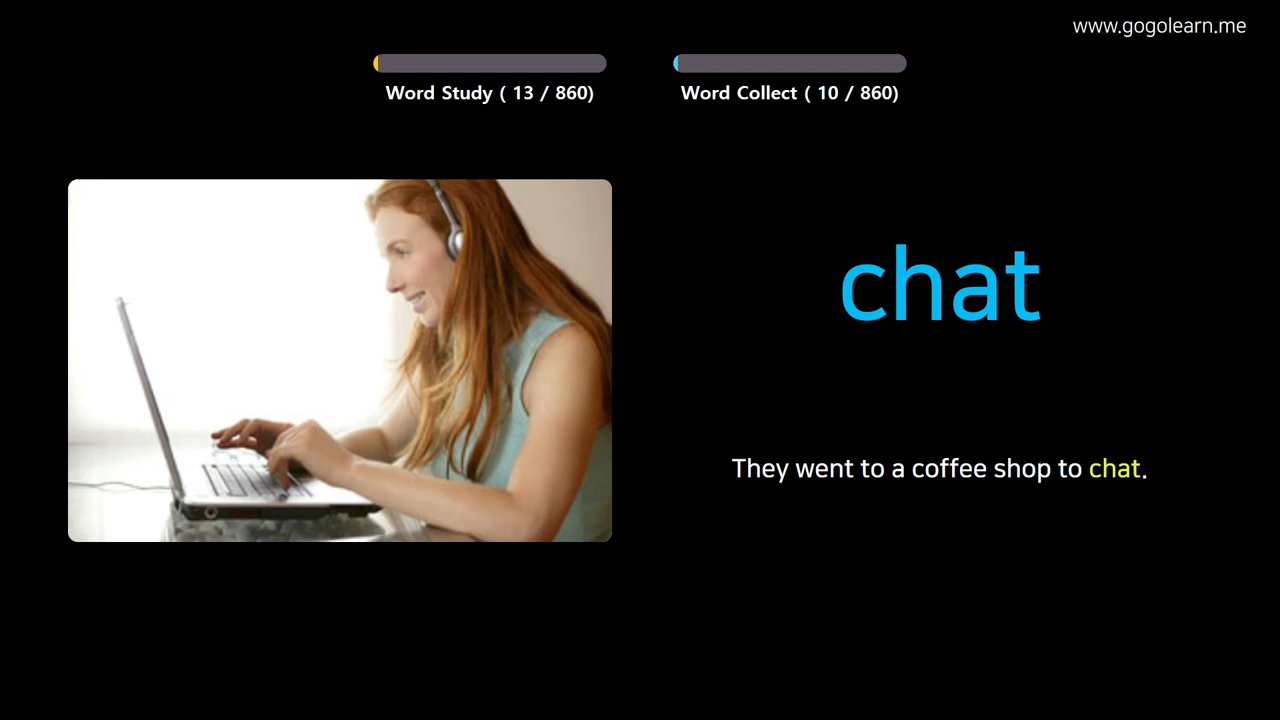 www.gogolearn.me
Word Study ( 13 / 860)
Word Collect ( 10 / 860)
chat
They went to a coffee shop to chat.